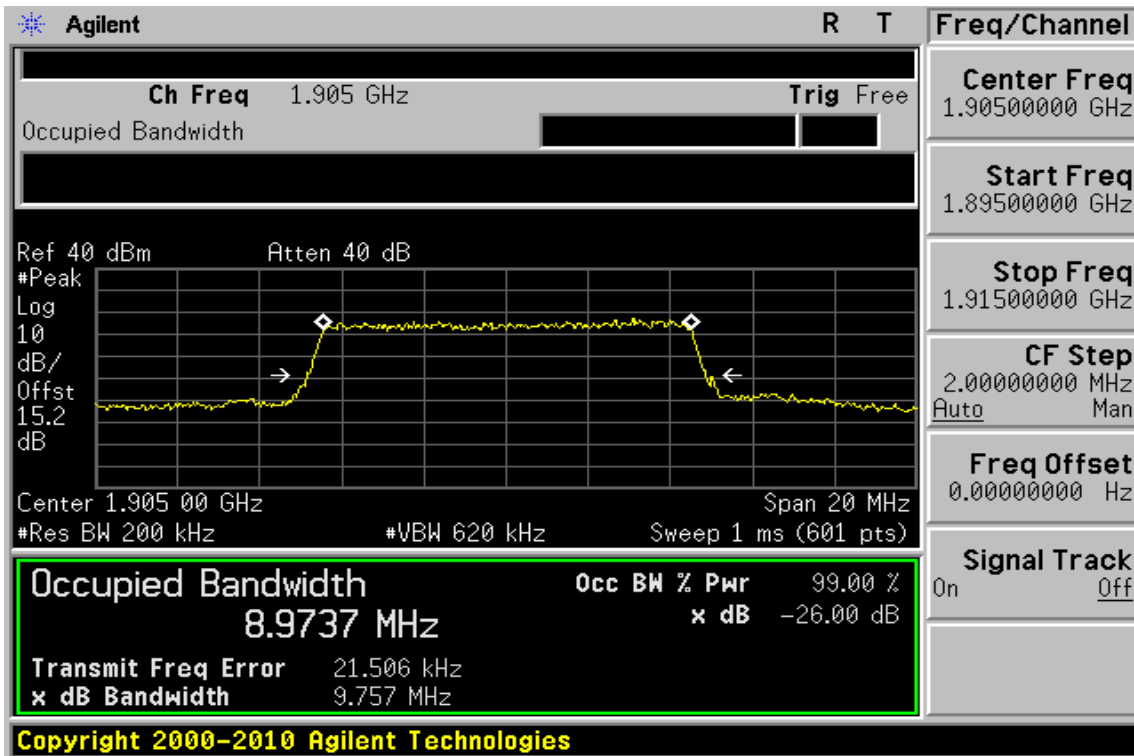 Agilent R T
Ch Freq 1.905 GHz Trig Free
Occupied Bandwidth
Ref 40 dBm Atten 40 dB
#Peak
Log
10
dB/
Offst
15.2
dB
Center 1.905 00 GHz Span 20 MHz
#Res BW 200 kHz #VBW 620 kHz Sweep 1 ms (601 pts)
Occupied Bandwidth Occ BW % Pwr 99.00 %
8.9737 MHz x dB -26.00 dB
Transmit Freq Error 21.506 kHz
x dB Bandwidth 9.757 MHz
Copyright 2000-2010 Agilent Technologies
Freq/Channel
Center Freq
1.90500000 GHz
Start Freq
1.89500000 GHz
Stop Freq
1.91500000 GHz
CF Step
2.00000000 MHz
Auto Man
Freq Offset
0.00000000 Hz
Signal Track
On Off